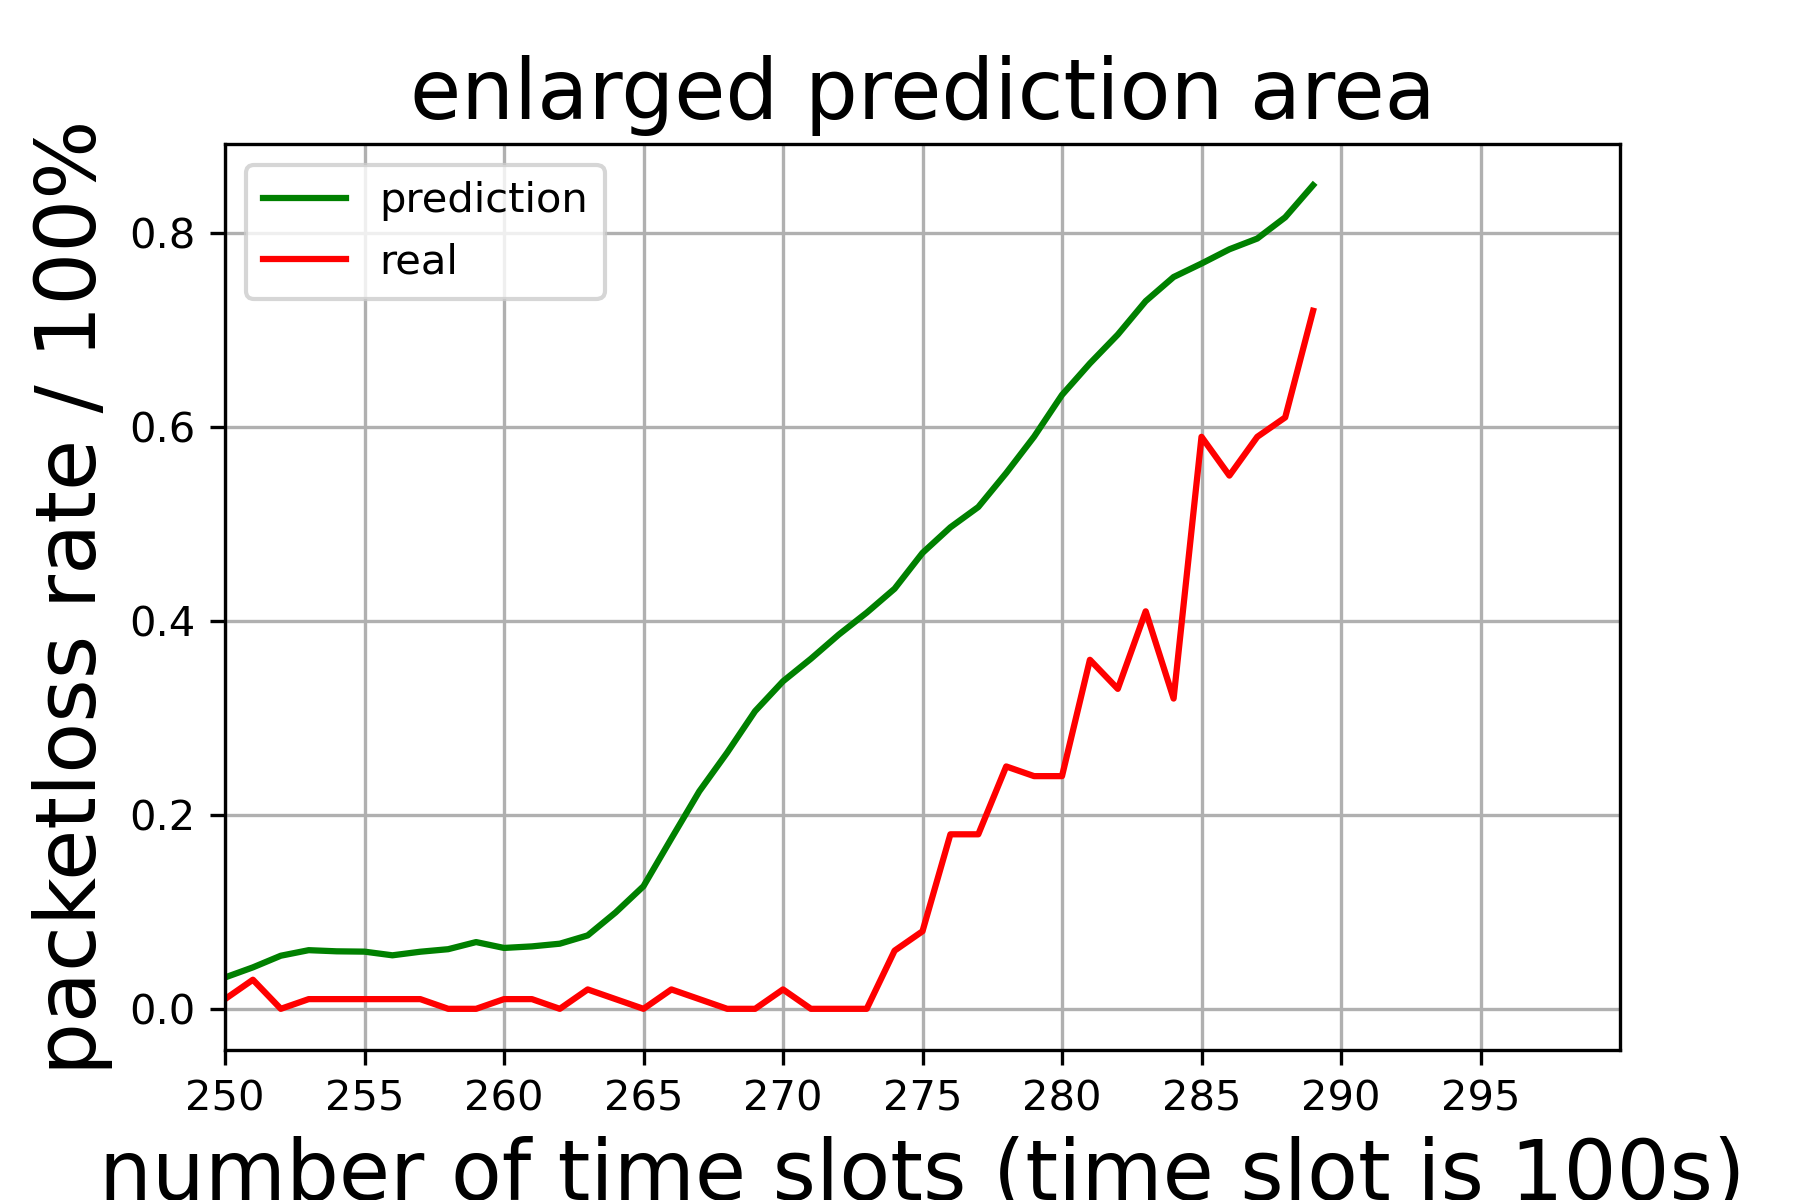 enlarged prediction area
packetloss rate / 100%
prediction
real
0.8
0.6
0.4
0.2
0.0
250 255 260 265 270 275 280 285 290 295
number of time slots (time slot is 100s)